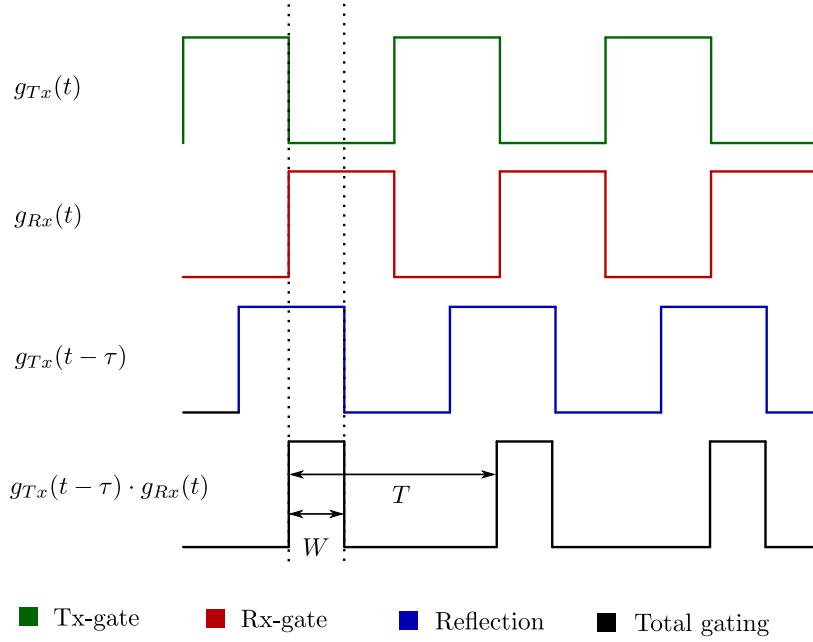 g_{Tx}(t)
g_{Rx}(t)
g_{Tx}(t − τ)
g_{Tx}(t − τ) · g_{Rx}(t)
T
W
Tx-gate
Rx-gate
Reflection
Total gating